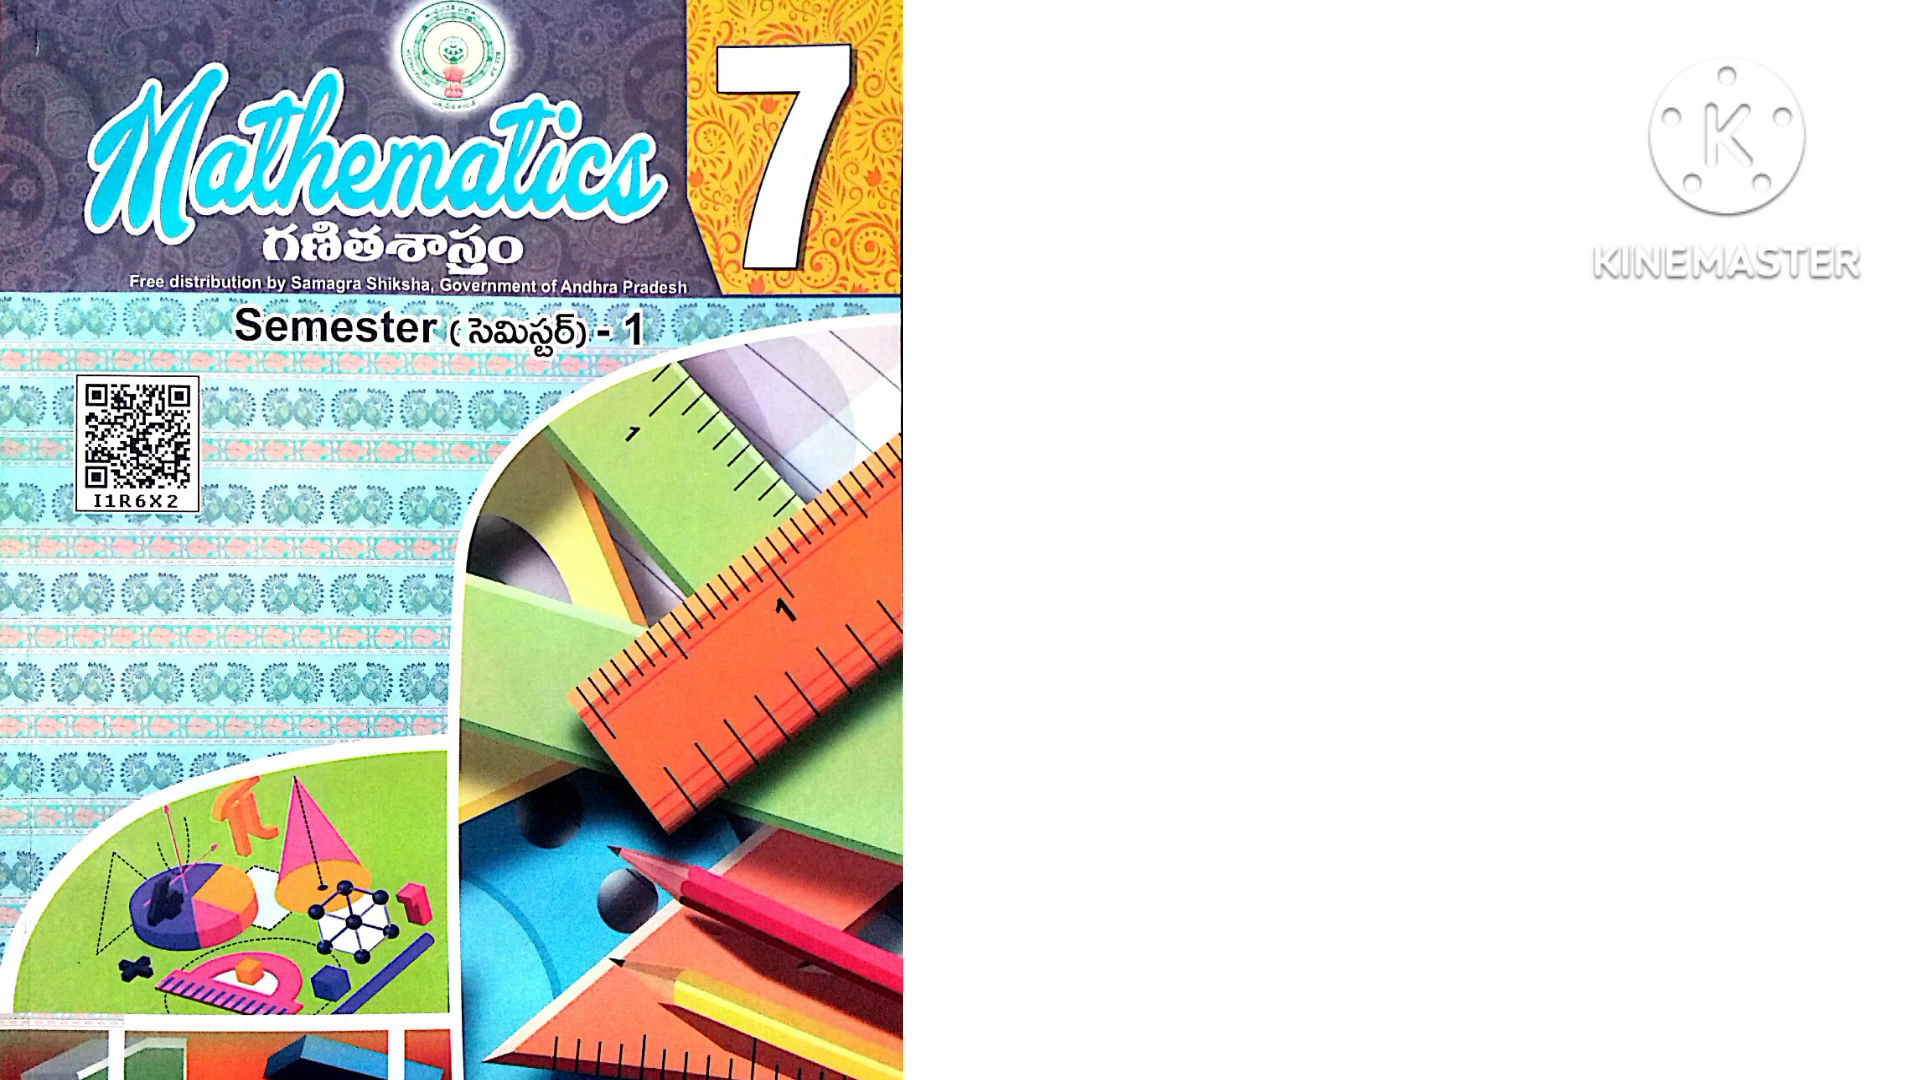 Mathematics
గణితశాస్త్రం
7
Free distribution by Samagra Shiksha, Government of Andhra Pradesh
Semester ( సెమిస్టర్) - 1
I1R6X2
1
1
K
KINEMASTER